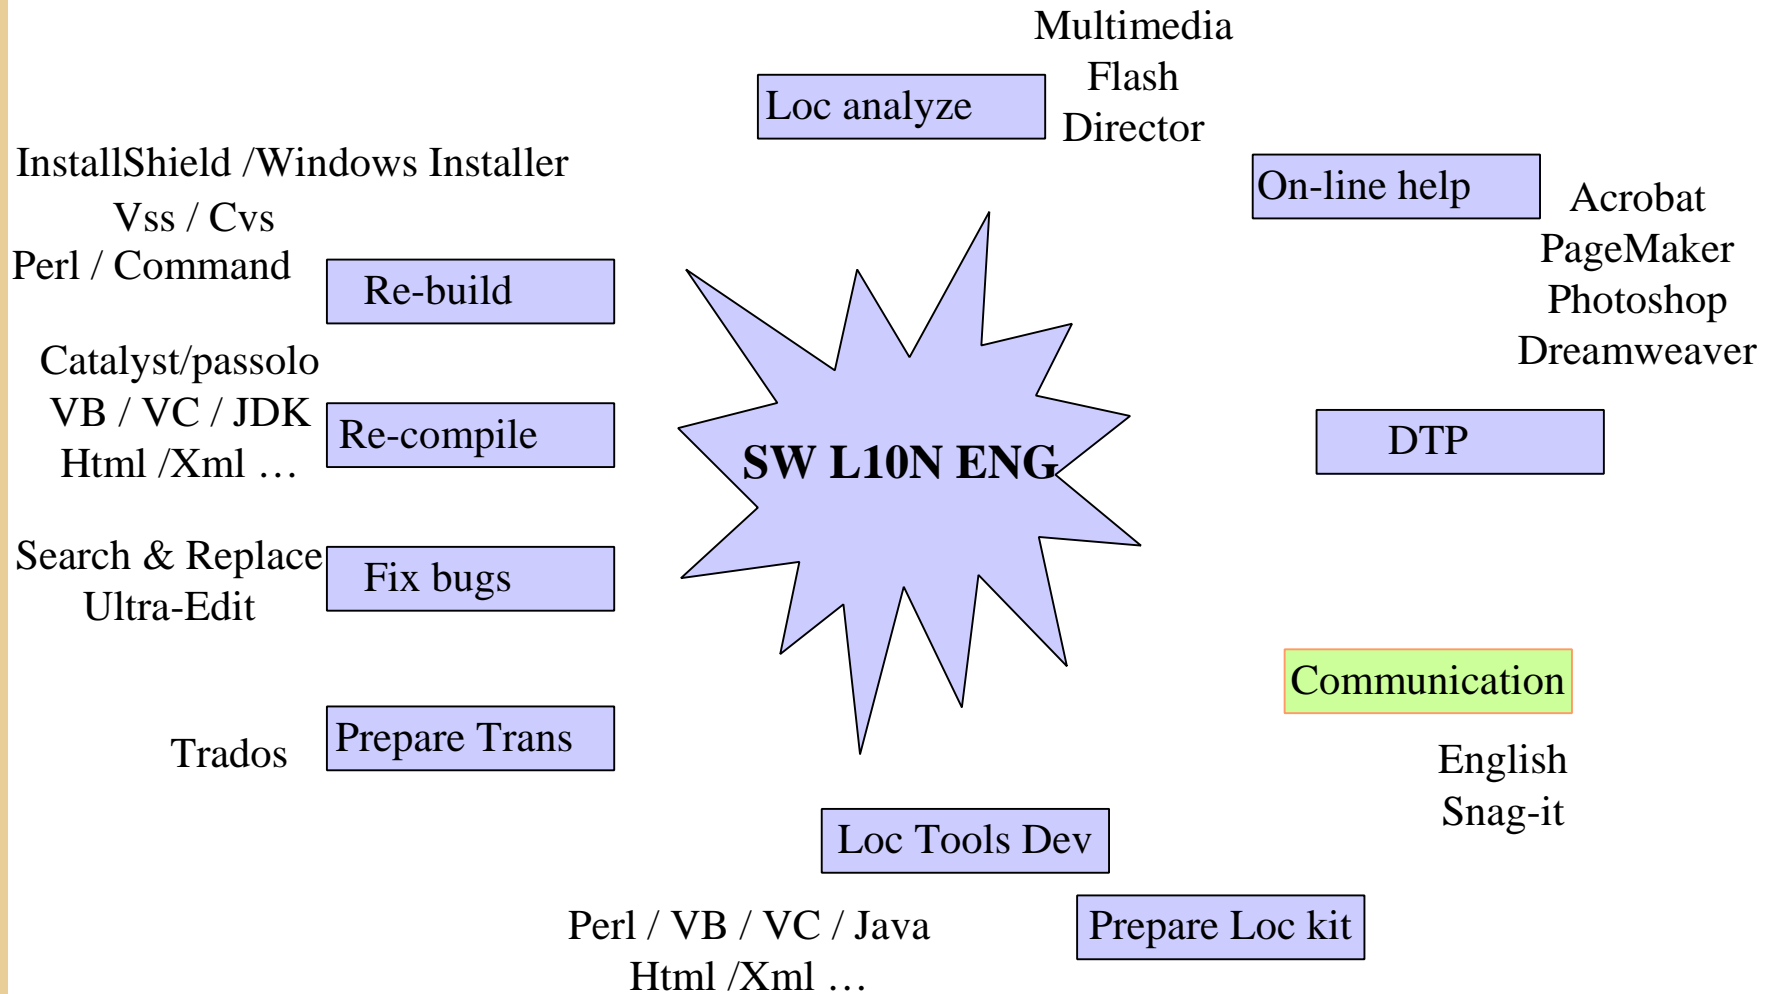 Multimedia
Flash
Director
Loc analyze
InstallShield /Windows Installer
Vss / Cvs
Perl / Command
Re-build
On-line help
Acrobat
PageMaker
Photoshop
Dreamweaver
Catalyst/passolo
VB / VC / JDK
Html /Xml …
Re-compile
SW L10N ENG
DTP
Search & Replace
Ultra-Edit
Fix bugs
Communication
English
Snag-it
Trados
Prepare Trans
Loc Tools Dev
Perl / VB / VC / Java
Html /Xml …
Prepare Loc kit